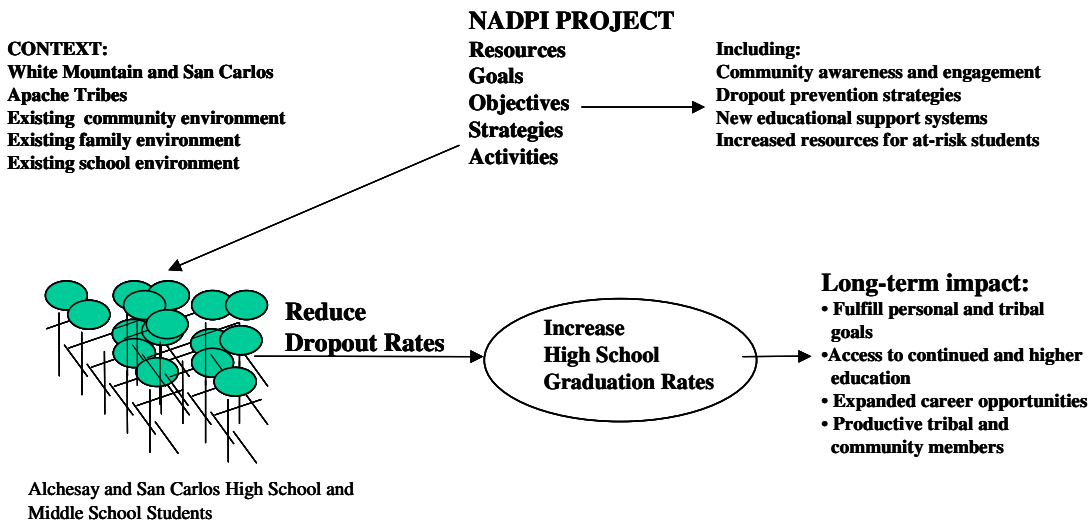 CONTEXT:
White Mountain and San Carlos
Apache Tribes
Existing community environment
Existing family environment
Existing school environment
NADPI PROJECT
Resources
Goals
Objectives
Strategies
Activities
Including:
Community awareness and engagement
Dropout prevention strategies
New educational support systems
Increased resources for at-risk students
Reduce
Dropout Rates
Increase
High School
Graduation Rates
Long-term impact:
• Fulfill personal and tribal
goals
•Access to continued and higher
education
• Expanded career opportunities
• Productive tribal and
community members
Alchesay and San Carlos High School and
Middle School Students